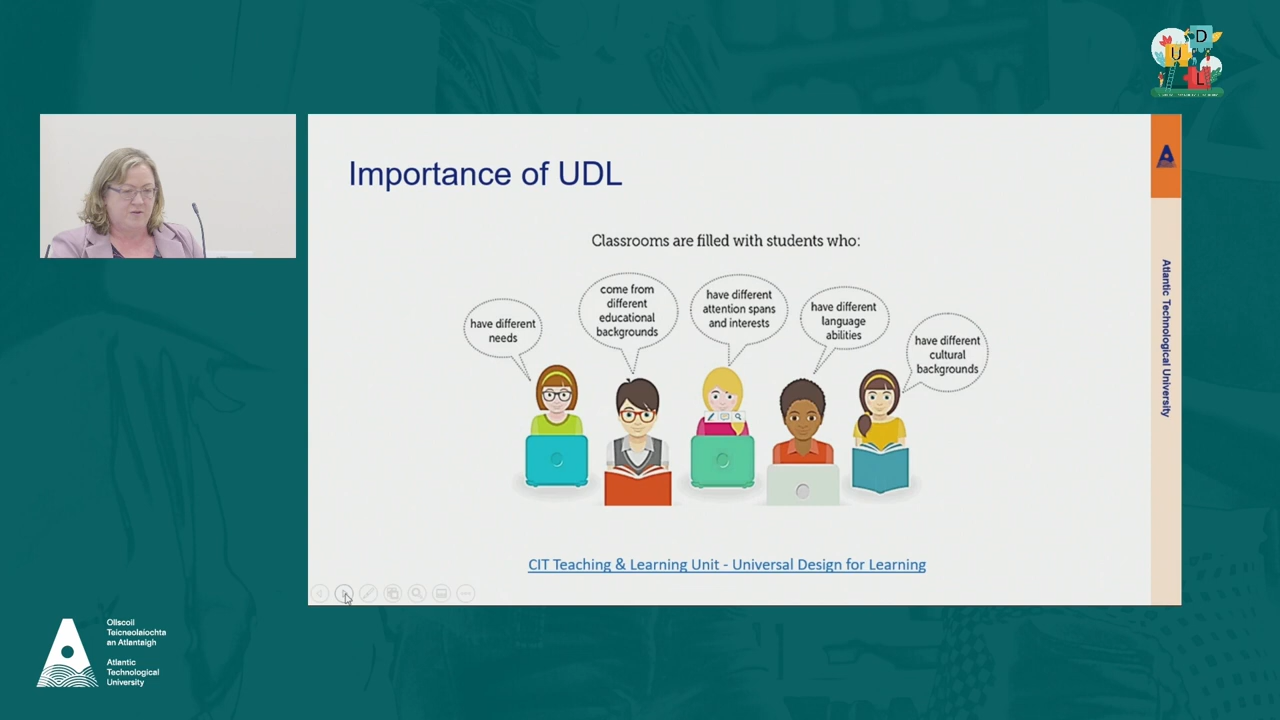 U
D
L
Importance of UDL
Classrooms are filled with students who:
have different
needs
come from
different
educational
backgrounds
have different
attention spans
and interests
have different
language
abilities
have different
cultural
backgrounds
CIT Teaching & Learning Unit - Universal Design for Learning
Atlantic Technological University
Ollscoil
Teicneolaíochta
an Atlantaigh
Atlantic
Technological
University